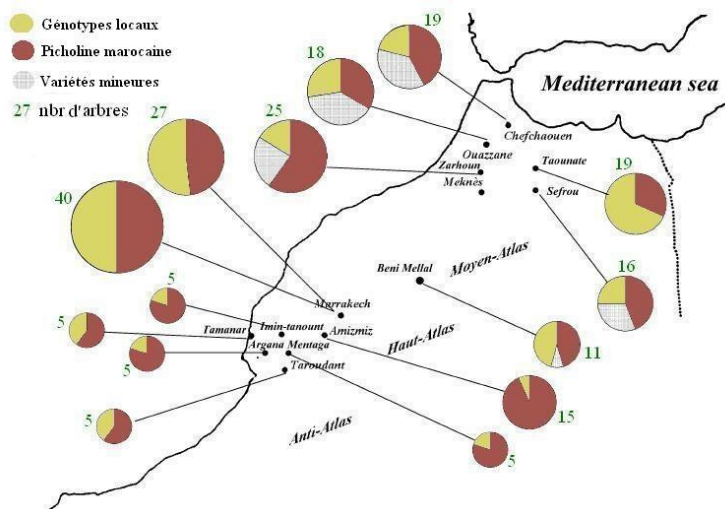 Génotypes locaux
Picholine marocaine
Variétés mineures
27 nbr d'arbres
19
18
25
27
40
Mediterranean sea
Chefchaouen
Ouazzane
Zarhoun
Taounate
Meknès
Sefrou
19
16
Moyen-Atlas
Beni Mellal
5
Marrakech
5
Tamanar
Imin-tanount
Amizmiz
Haut-Atlas
11
Argana
Mentaga
5
Taroudant
15
5
Anti-Atlas
5